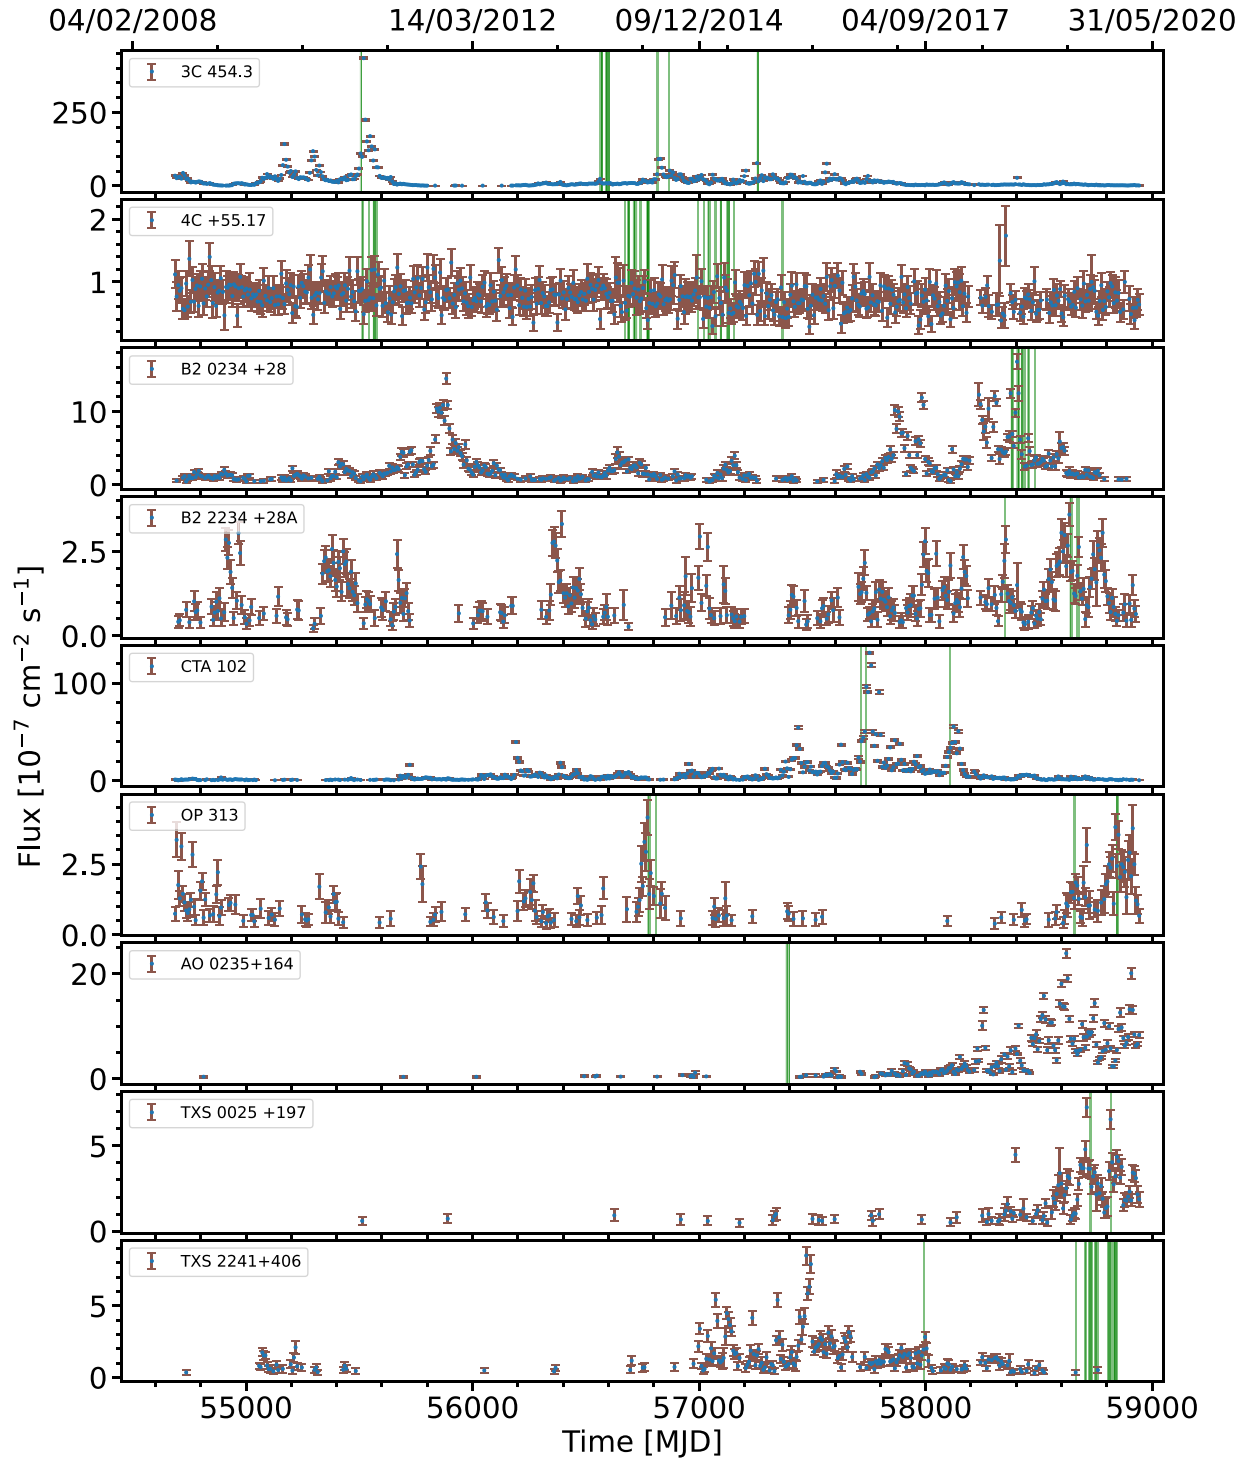 04/02/2008 14/03/2012 09/12/2014 04/09/2017 31/05/2020
3C 454.3
250
0
4C +55.17
2
1
B2 0234 +28
10
0
B2 2234 +28A
2.5
0.0
CTA 102
100
0
OP 313
2.5
0.0
AO 0235+164
20
0
TXS 0025 +197
5
0
TXS 2241+406
5
0
Flux [10⁻⁷ cm⁻² s⁻¹]
55000 56000 57000 58000 59000
Time [MJD]